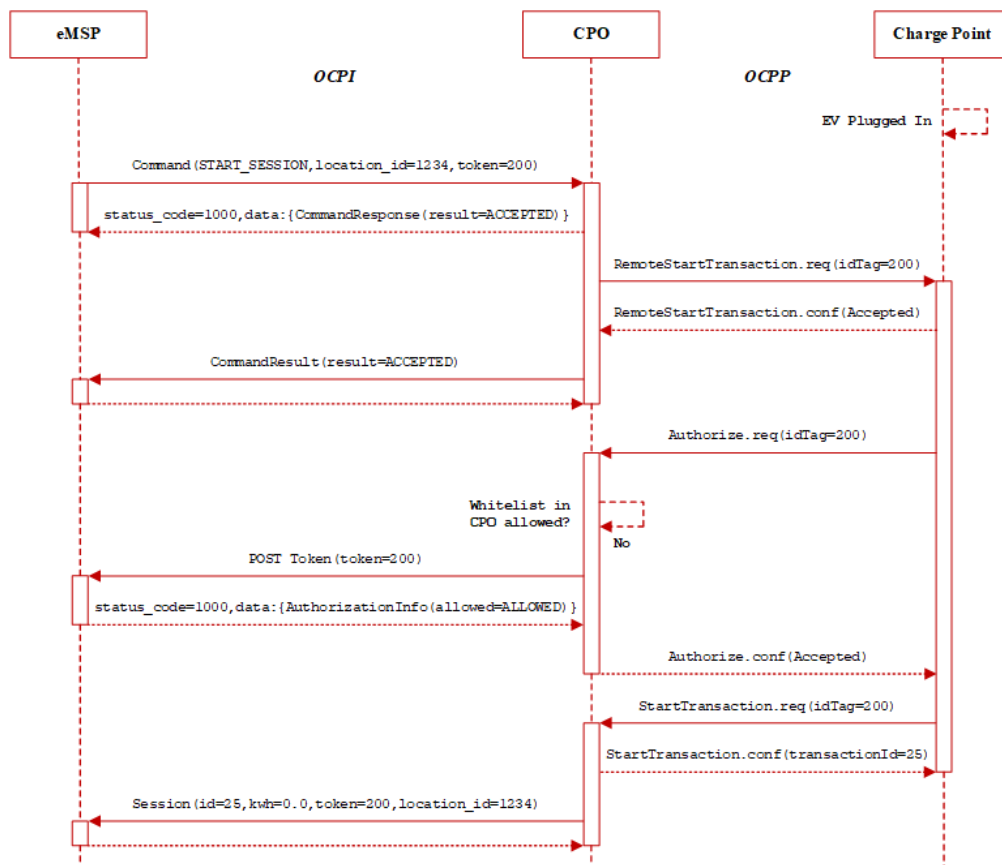 eMSP
CPO
Charge Point
OCPI
OCPP
EV Plugged In
Command(START_SESSION,location_id=1234,token=200)
status_code=1000,data:{CommandResponse(result=ACCEPTED)}
RemoteStartTransaction.req(idTag=200)
RemoteStartTransaction.conf(Accepted)
CommandResult(result=ACCEPTED)
Authorize.req(idTag=200)
Whitelist in
CPO allowed?
No
POST Token(token=200)
status_code=1000,data:{AuthorizationInfo(allowed=ALLOWED)}
Authorize.conf(Accepted)
StartTransaction.req(idTag=200)
StartTransaction.conf(transactionId=25)
Session(id=25,kwh=0.0,token=200,location_id=1234)